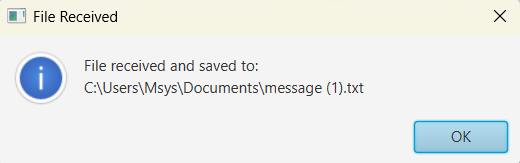 File Received
File received and saved to:
C:\Users\Msys\Documents\message (1).txt
OK